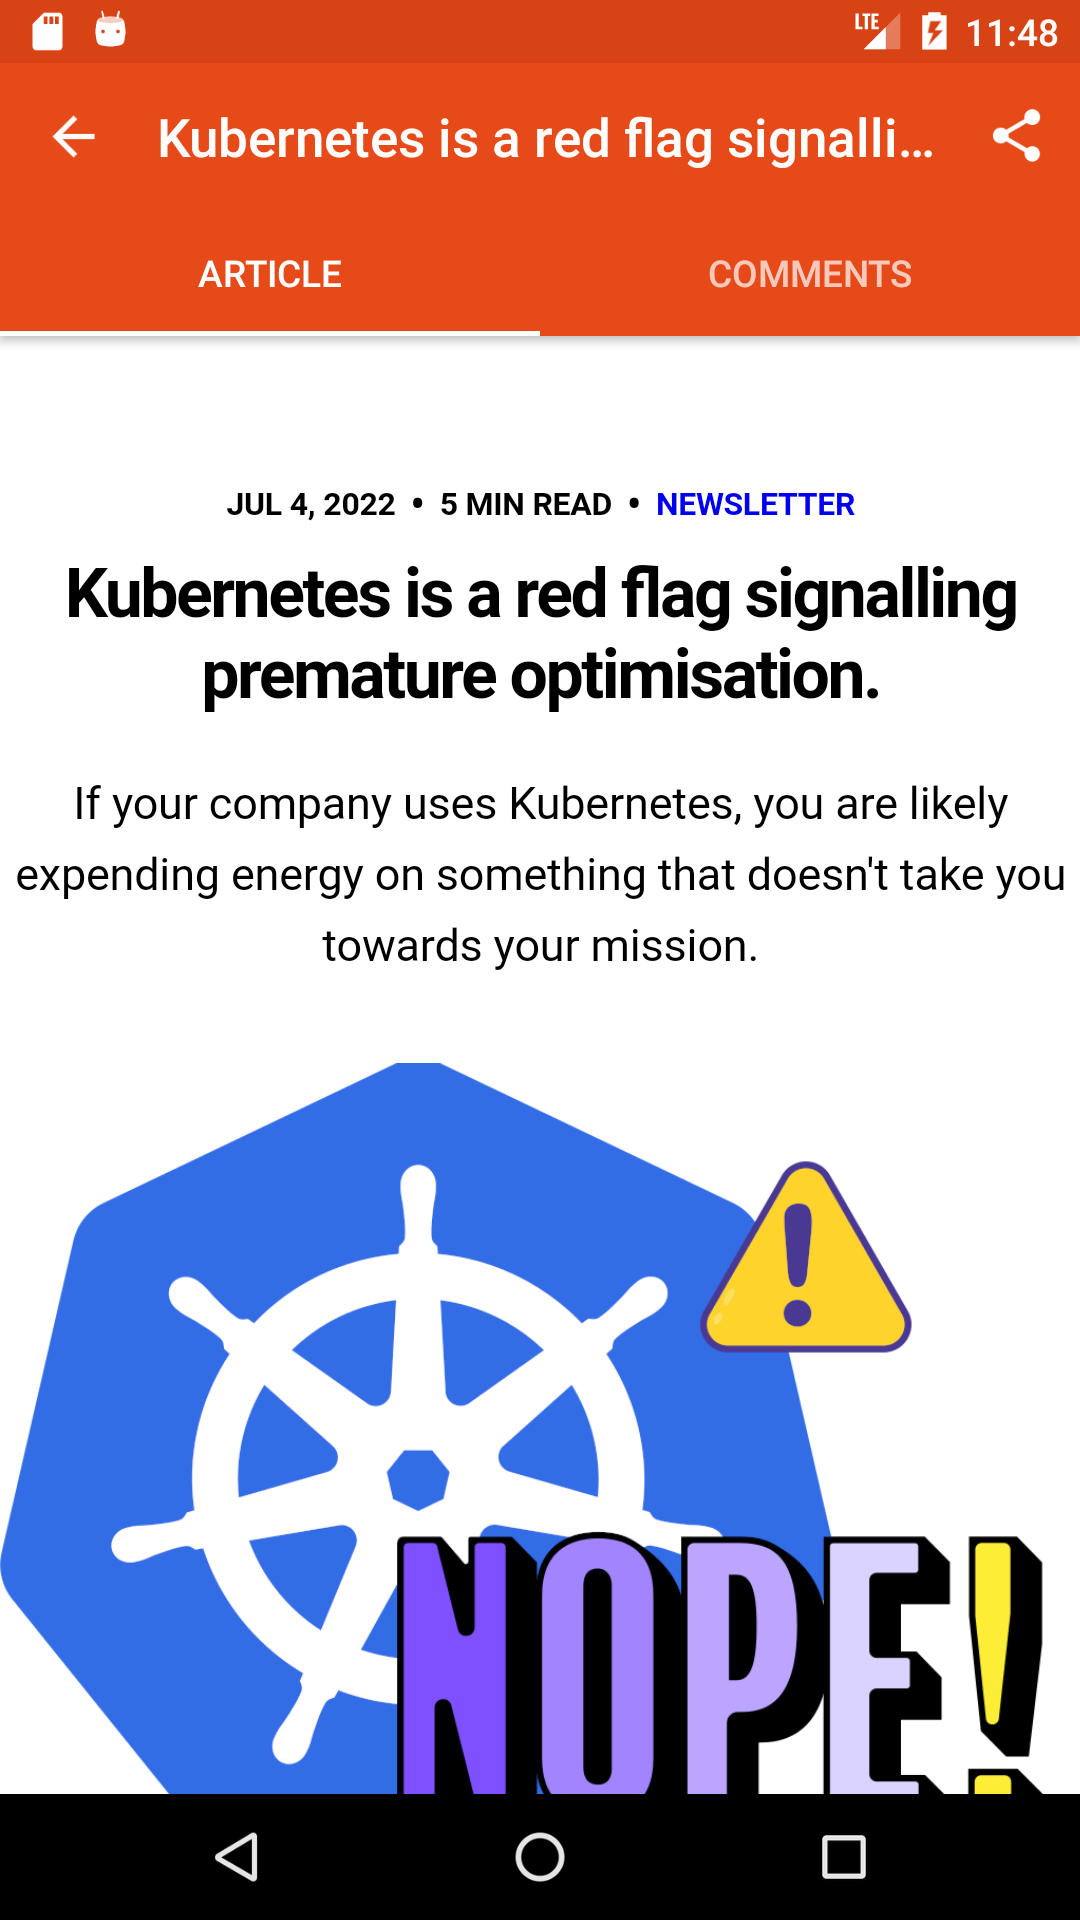 LTE 11:48
Kubernetes is a red flag signalli...
ARTICLE COMMENTS
JUL 4, 2022 • 5 MIN READ • NEWSLETTER
Kubernetes is a red flag signalling
premature optimisation.
If your company uses Kubernetes, you are likely
expending energy on something that doesn't take you
towards your mission.
!
NOPE!